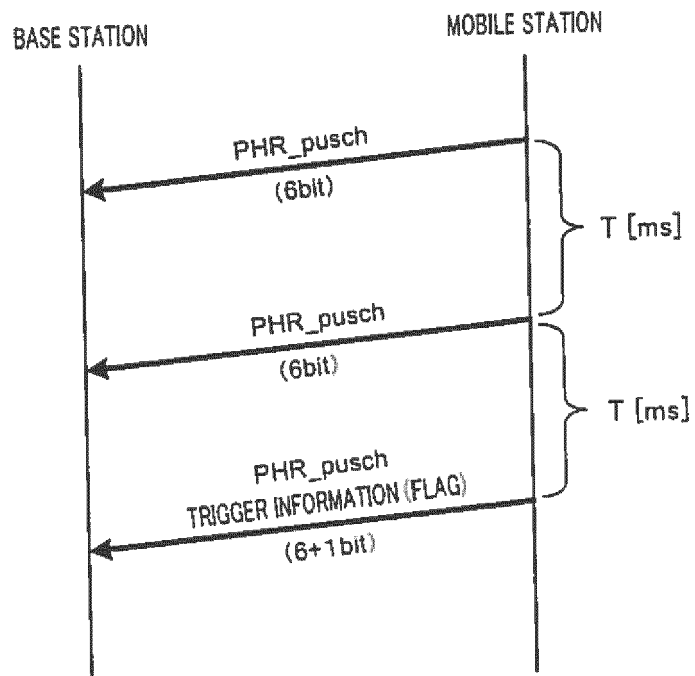 BASE STATION
MOBILE STATION
PHR_pusch
(6bit)
T [ms]
PHR_pusch
(6bit)
T [ms]
PHR_pusch
TRIGGER INFORMATION (FLAG)
(6+1bit)